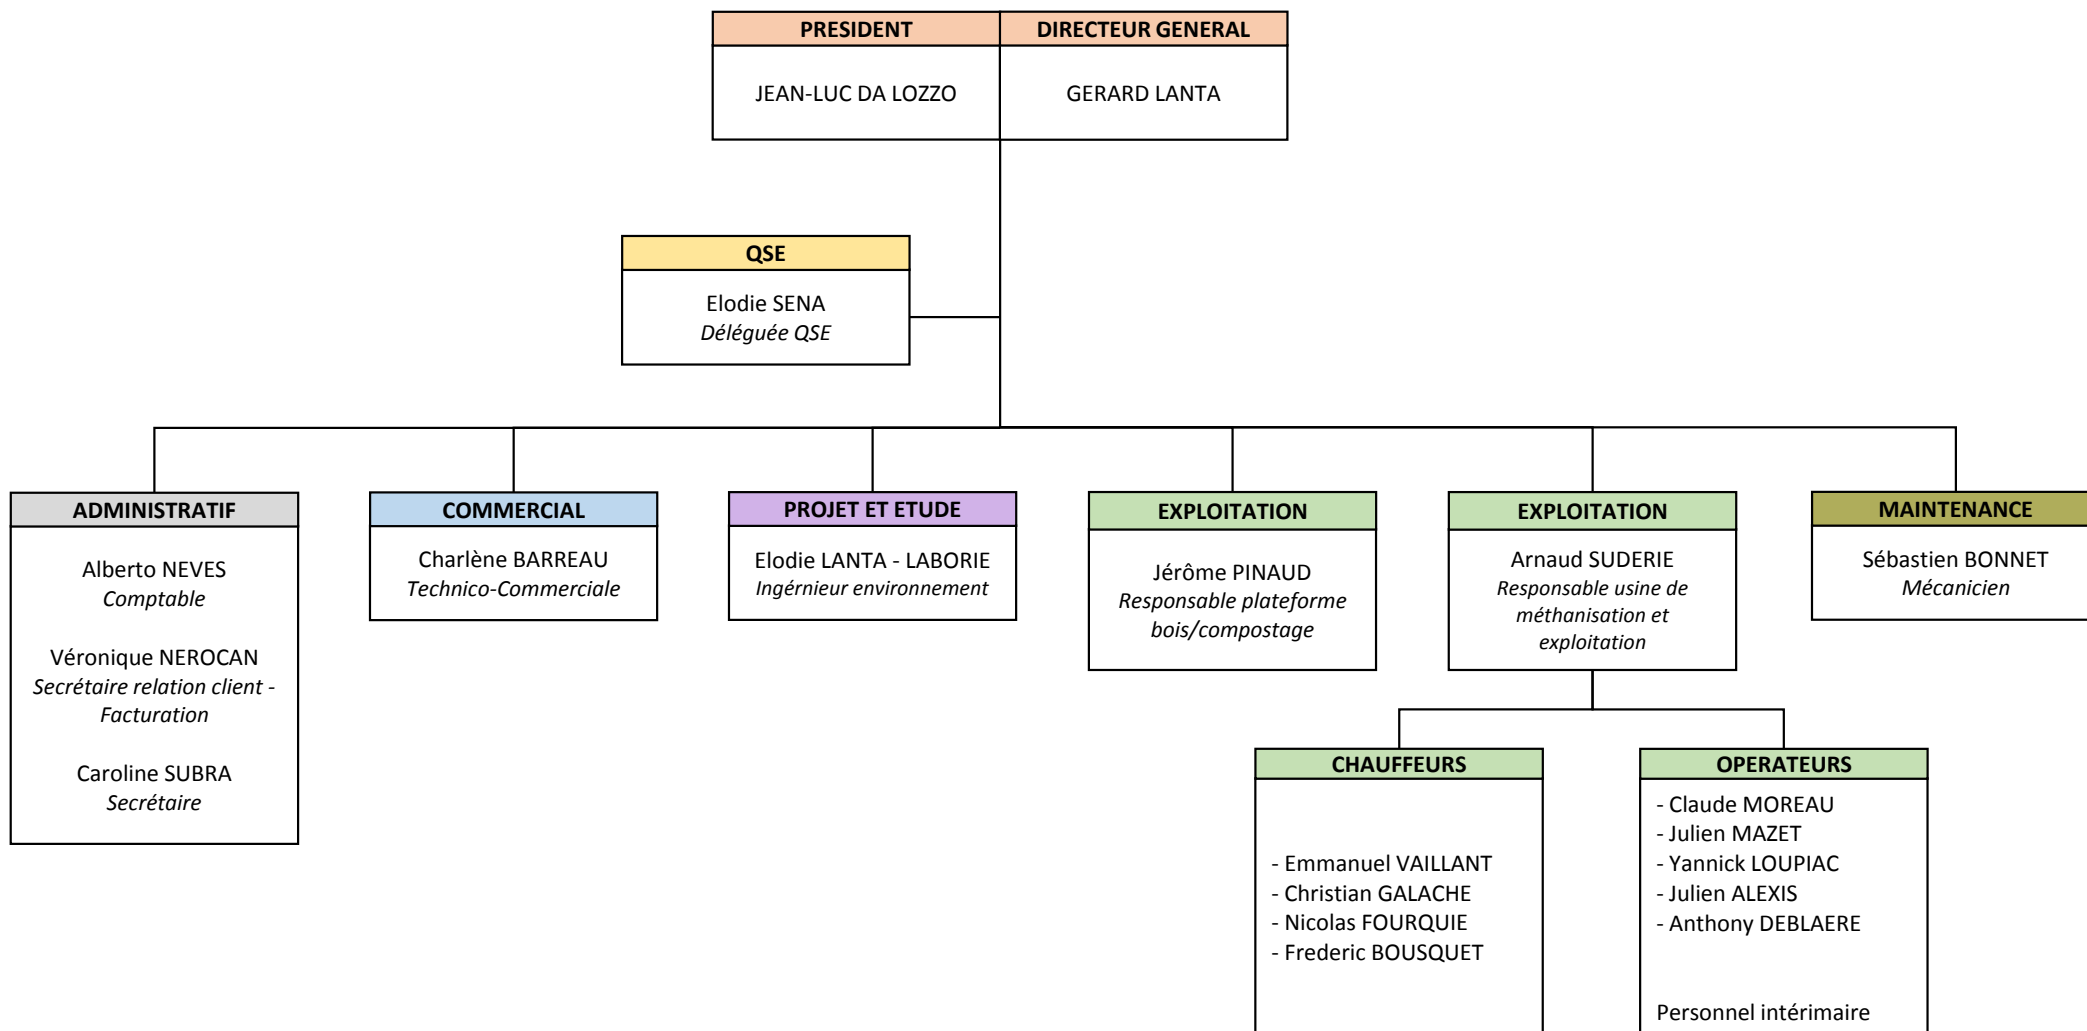 PRESIDENT
DIRECTEUR GENERAL
JEAN-LUC DA LOZZO
GERARD LANTA
QSE
Elodie SENA
Déléguée QSE
ADMINISTRATIF
Alberto NEVES
Comptable
Véronique NEROCAN
Secrétaire relation client -
Facturation
Caroline SUBRA
Secrétaire
COMMERCIAL
Charlène BARREAU
Technico-Commerciale
PROJET ET ETUDE
Elodie LANTA - LABORIE
Ingérnieur environnement
EXPLOITATION
Jérôme PINAUD
Responsable plateforme
bois/compostage
EXPLOITATION
Arnaud SUDERIE
Responsable usine de
méthanisation et
exploitation
MAINTENANCE
Sébastien BONNET
Mécanicien
CHAUFFEURS
- Emmanuel VAILLANT
- Christian GALACHE
- Nicolas FOURQUIE
- Frederic BOUSQUET
OPERATEURS
- Claude MOREAU
- Julien MAZET
- Yannick LOUPIAC
- Julien ALEXIS
- Anthony DEBLAERE
Personnel intérimaire